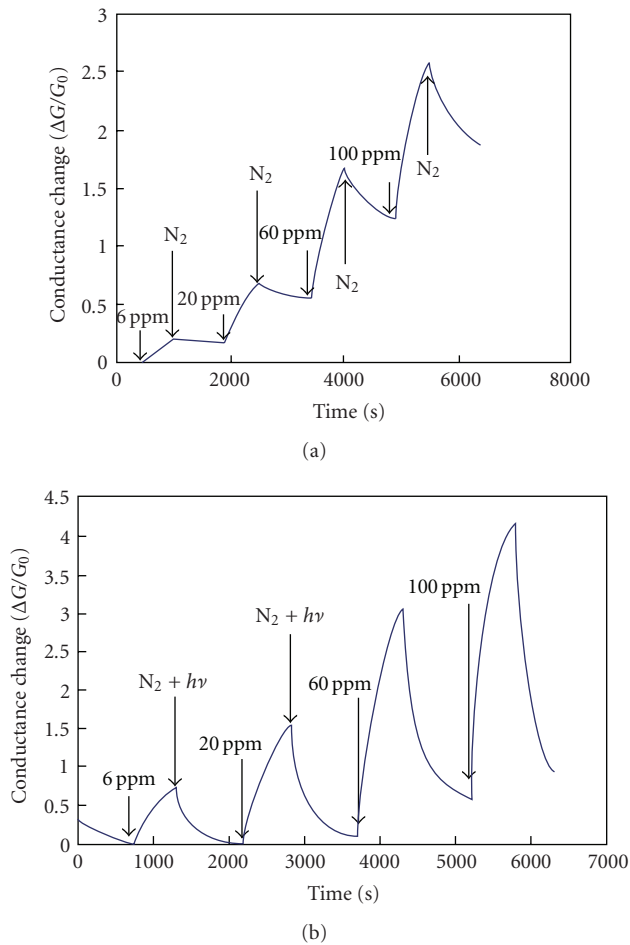 3
2.5
2
1.5
1
0.5
0
Conductance change (ΔG/G₀)
6 ppm
N₂
20 ppm
N₂
60 ppm
N₂
100 ppm
N₂
0 2000 4000 6000 8000
Time (s)
(a)
4.5
4
3.5
3
2.5
2
1.5
1
0.5
0
Conductance change (ΔG/G₀)
6 ppm
N₂ + hν
20 ppm
N₂ + hν
60 ppm
100 ppm
0 1000 2000 3000 4000 5000 6000 7000
Time (s)
(b)